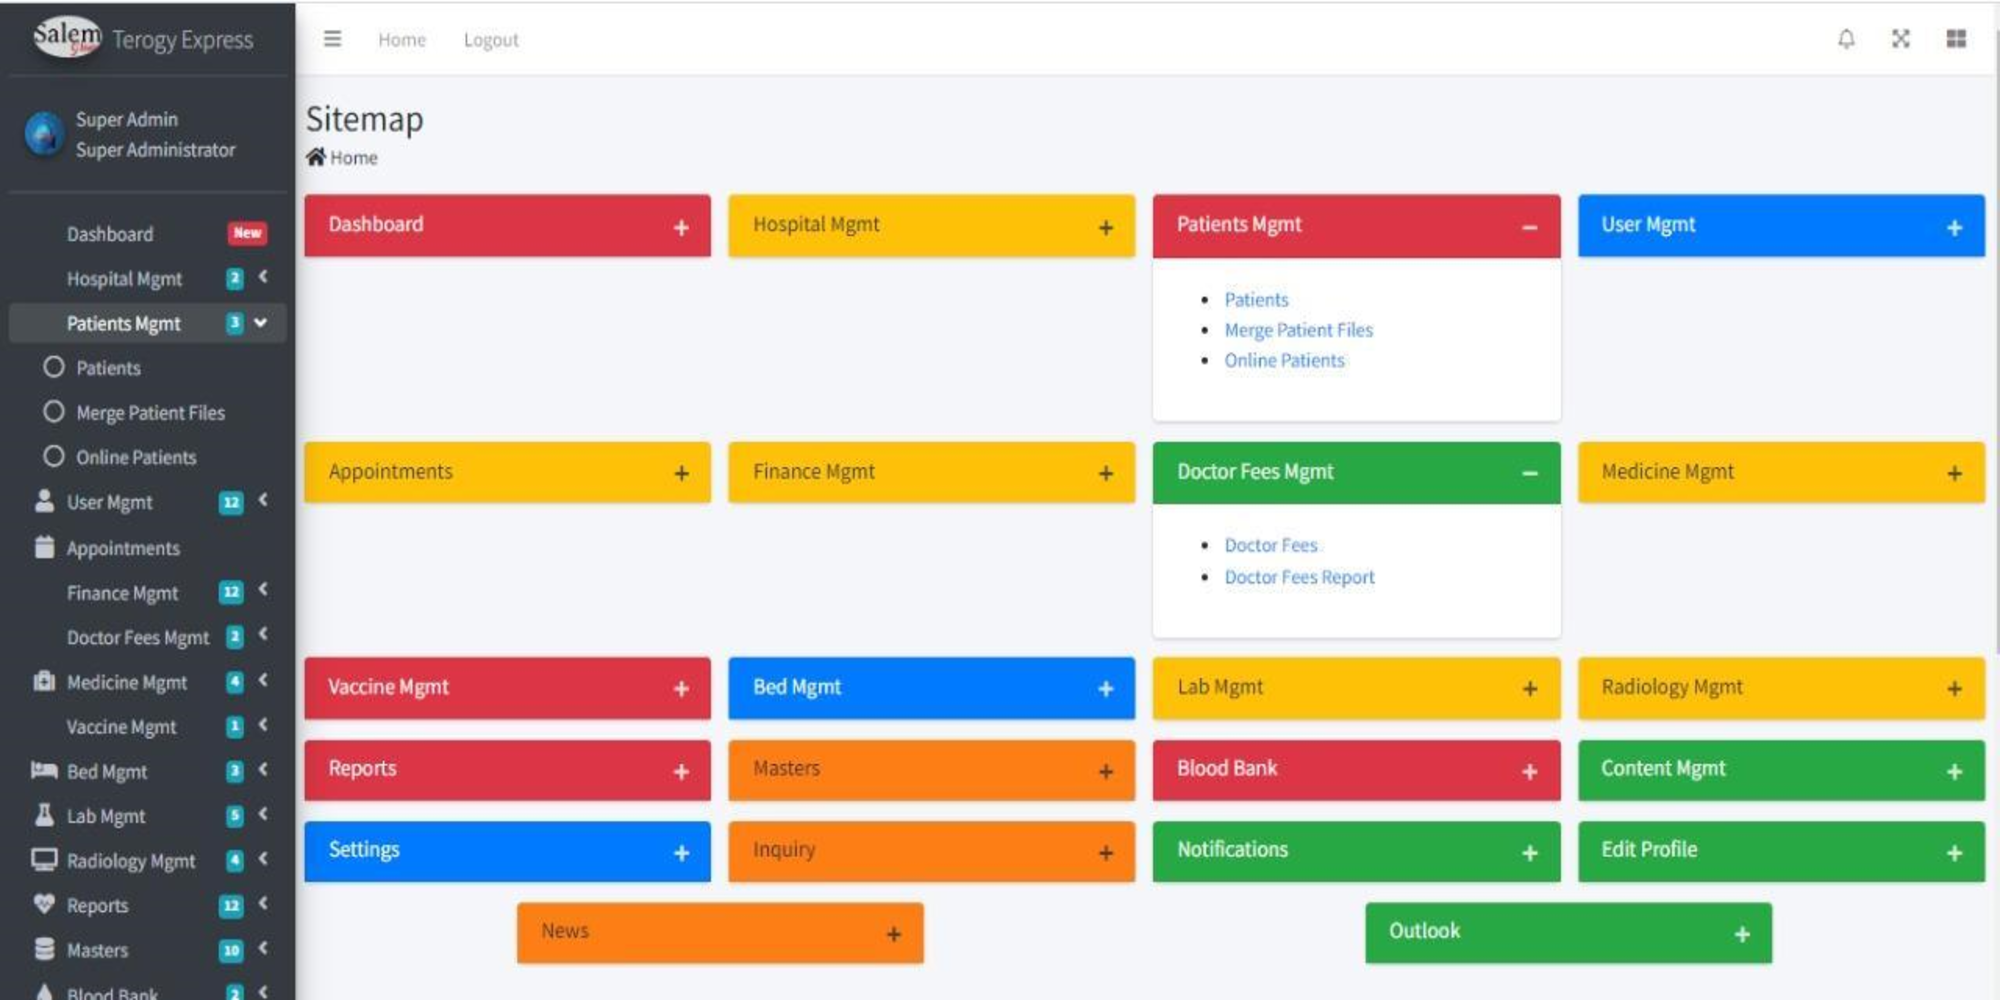 Salem
Terogy Express
Super Admin
Super Administrator
Dashboard New
Hospital Mgmt 2
Patients Mgmt 3
Patients
Merge Patient Files
Online Patients
User Mgmt 12
Appointments
Finance Mgmt 12
Doctor Fees Mgmt 2
Medicine Mgmt 4
Vaccine Mgmt 1
Bed Mgmt 3
Lab Mgmt 5
Radiology Mgmt 4
Reports 12
Masters 10
Blood Bank 2
Home Logout
Sitemap
Home
Dashboard
Hospital Mgmt
Patients Mgmt
Patients
Merge Patient Files
Online Patients
User Mgmt
Appointments
Finance Mgmt
Doctor Fees Mgmt
Doctor Fees
Doctor Fees Report
Medicine Mgmt
Vaccine Mgmt
Bed Mgmt
Lab Mgmt
Radiology Mgmt
Reports
Masters
Blood Bank
Content Mgmt
Settings
Inquiry
Notifications
Edit Profile
News
Outlook